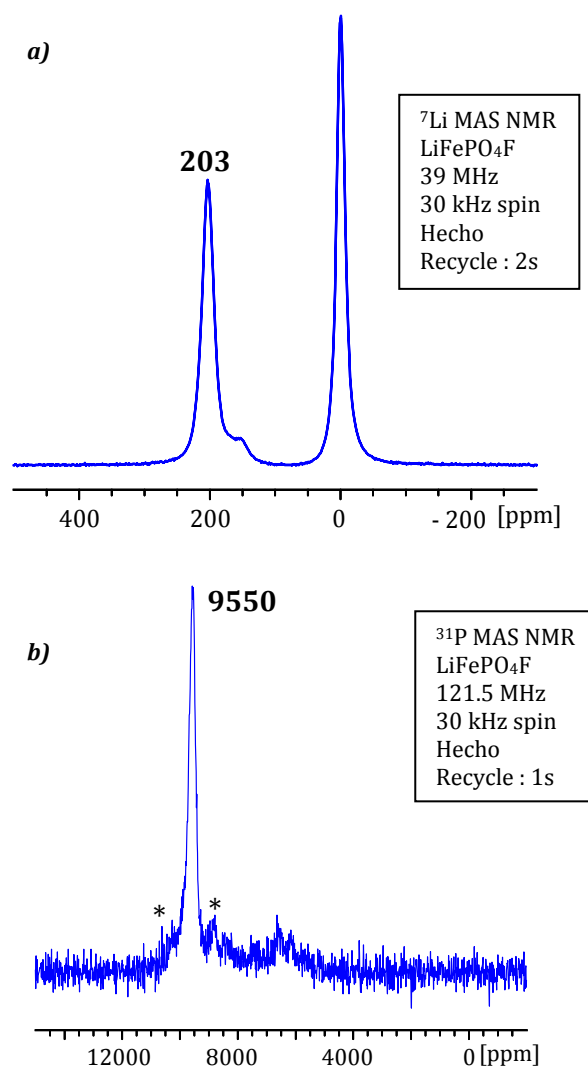 a)
⁷Li MAS NMR
LiFePO₄F
39 MHz
30 kHz spin
Hecho
Recycle : 2s
203
400 200 0 - 200 [ppm]
9550
b)
³¹P MAS NMR
LiFePO₄F
121.5 MHz
30 kHz spin
Hecho
Recycle : 1s
* *
12000 8000 4000 0 [ppm]